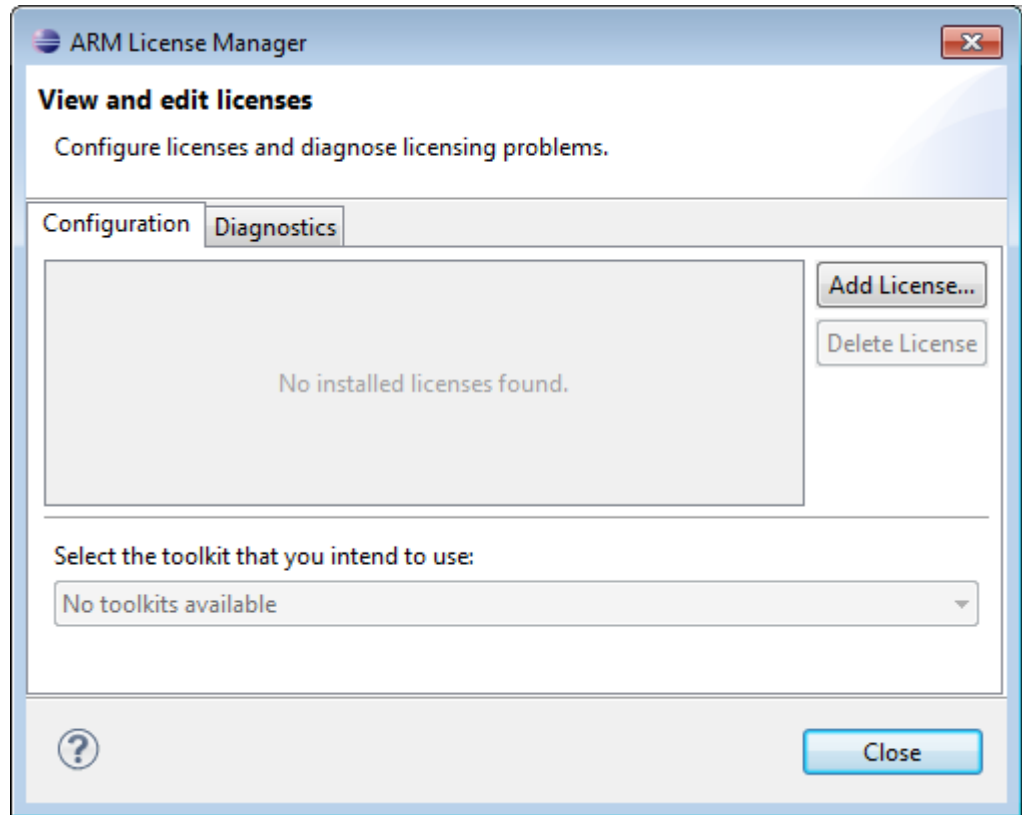 ARM License Manager
View and edit licenses
Configure licenses and diagnose licensing problems.
Configuration
Diagnostics
Add License...
Delete License
No installed licenses found.
Select the toolkit that you intend to use:
No toolkits available
?
Close